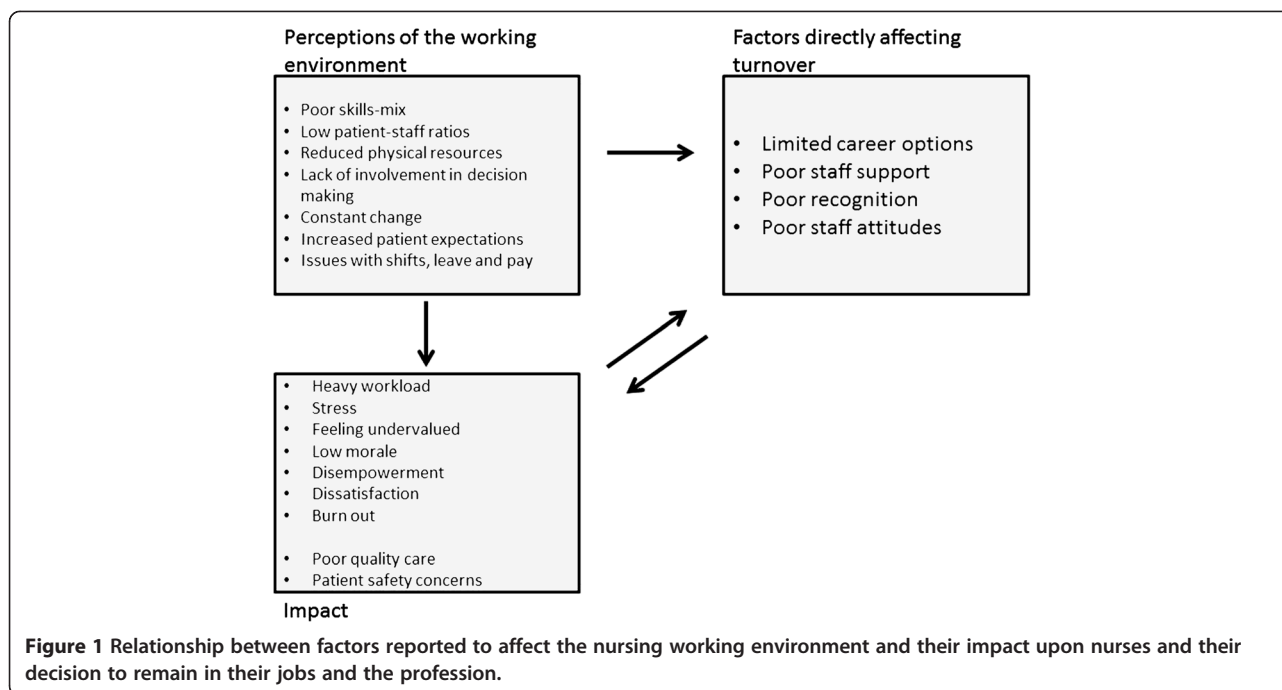 Perceptions of the working
environment
• Poor skills-mix
• Low patient-staff ratios
• Reduced physical resources
• Lack of involvement in decision
making
• Constant change
• Increased patient expectations
• Issues with shifts, leave and pay
Factors directly affecting
turnover
• Limited career options
• Poor staff support
• Poor recognition
• Poor staff attitudes
• Heavy workload
• Stress
• Feeling undervalued
• Low morale
• Disempowerment
• Dissatisfaction
• Burn out
• Poor quality care
• Patient safety concerns
Impact
Figure 1 Relationship between factors reported to affect the nursing working environment and their impact upon nurses and their
decision to remain in their jobs and the profession.